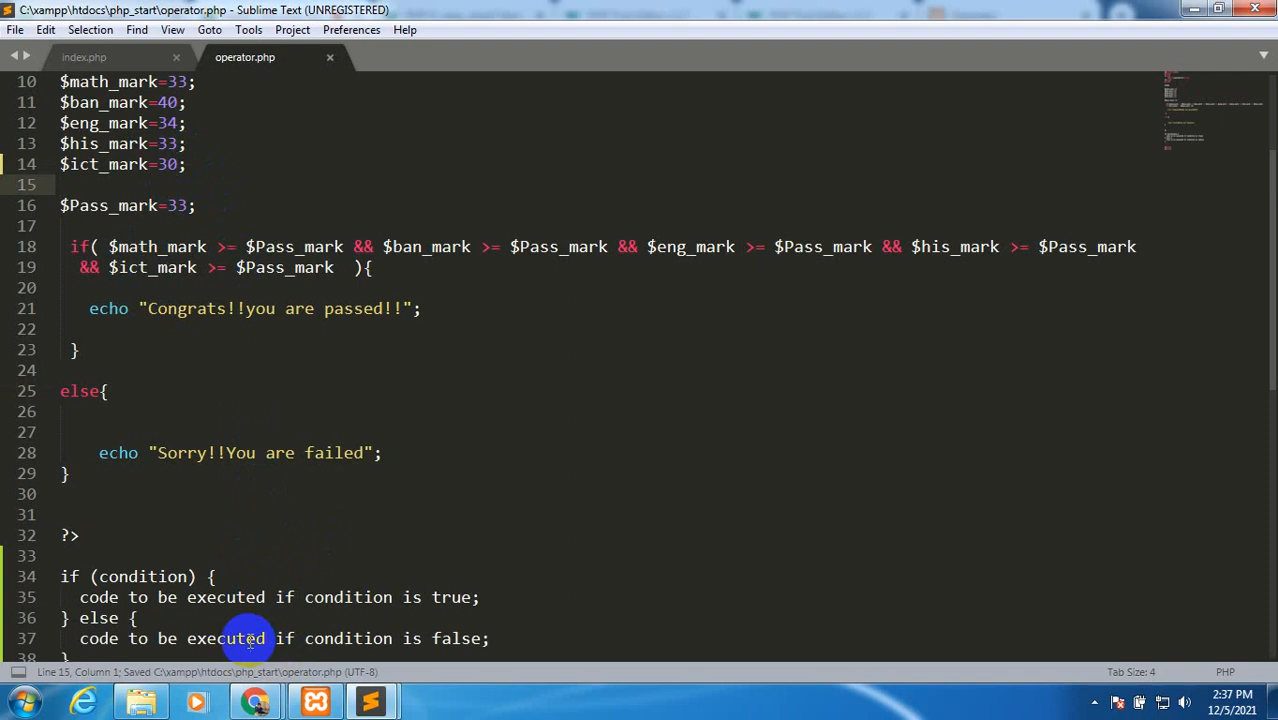 C:\xampp\htdocs\php_start\operator.php - Sublime Text (UNREGISTERED)
File Edit Selection Find View Goto Tools Project Preferences Help
index.php operator.php
10 $math_mark=33;
11 $ban_mark=40;
12 $eng_mark=34;
13 $his_mark=33;
14 $ict_mark=30;
15
16 $Pass_mark=33;
17
18 if( $math_mark >= $Pass_mark && $ban_mark >= $Pass_mark && $eng_mark >= $Pass_mark && $his_mark >= $Pass_mark
19 && $ict_mark >= $Pass_mark ){
20
21 echo "Congrats!!you are passed!!";
22
23 }
24
25 else{
26
27
28 echo "Sorry!!You are failed";
29 }
30
31
32 ?>
33
34 if (condition) {
35 code to be executed if condition is true;
36 } else {
37 code to be executed if condition is false;
38 }
Line 15, Column 1; Saved C:\xampp\htdocs\php_start\operator.php (UTF-8) Tab Size: 4 PHP
2:37 PM
12/5/2021